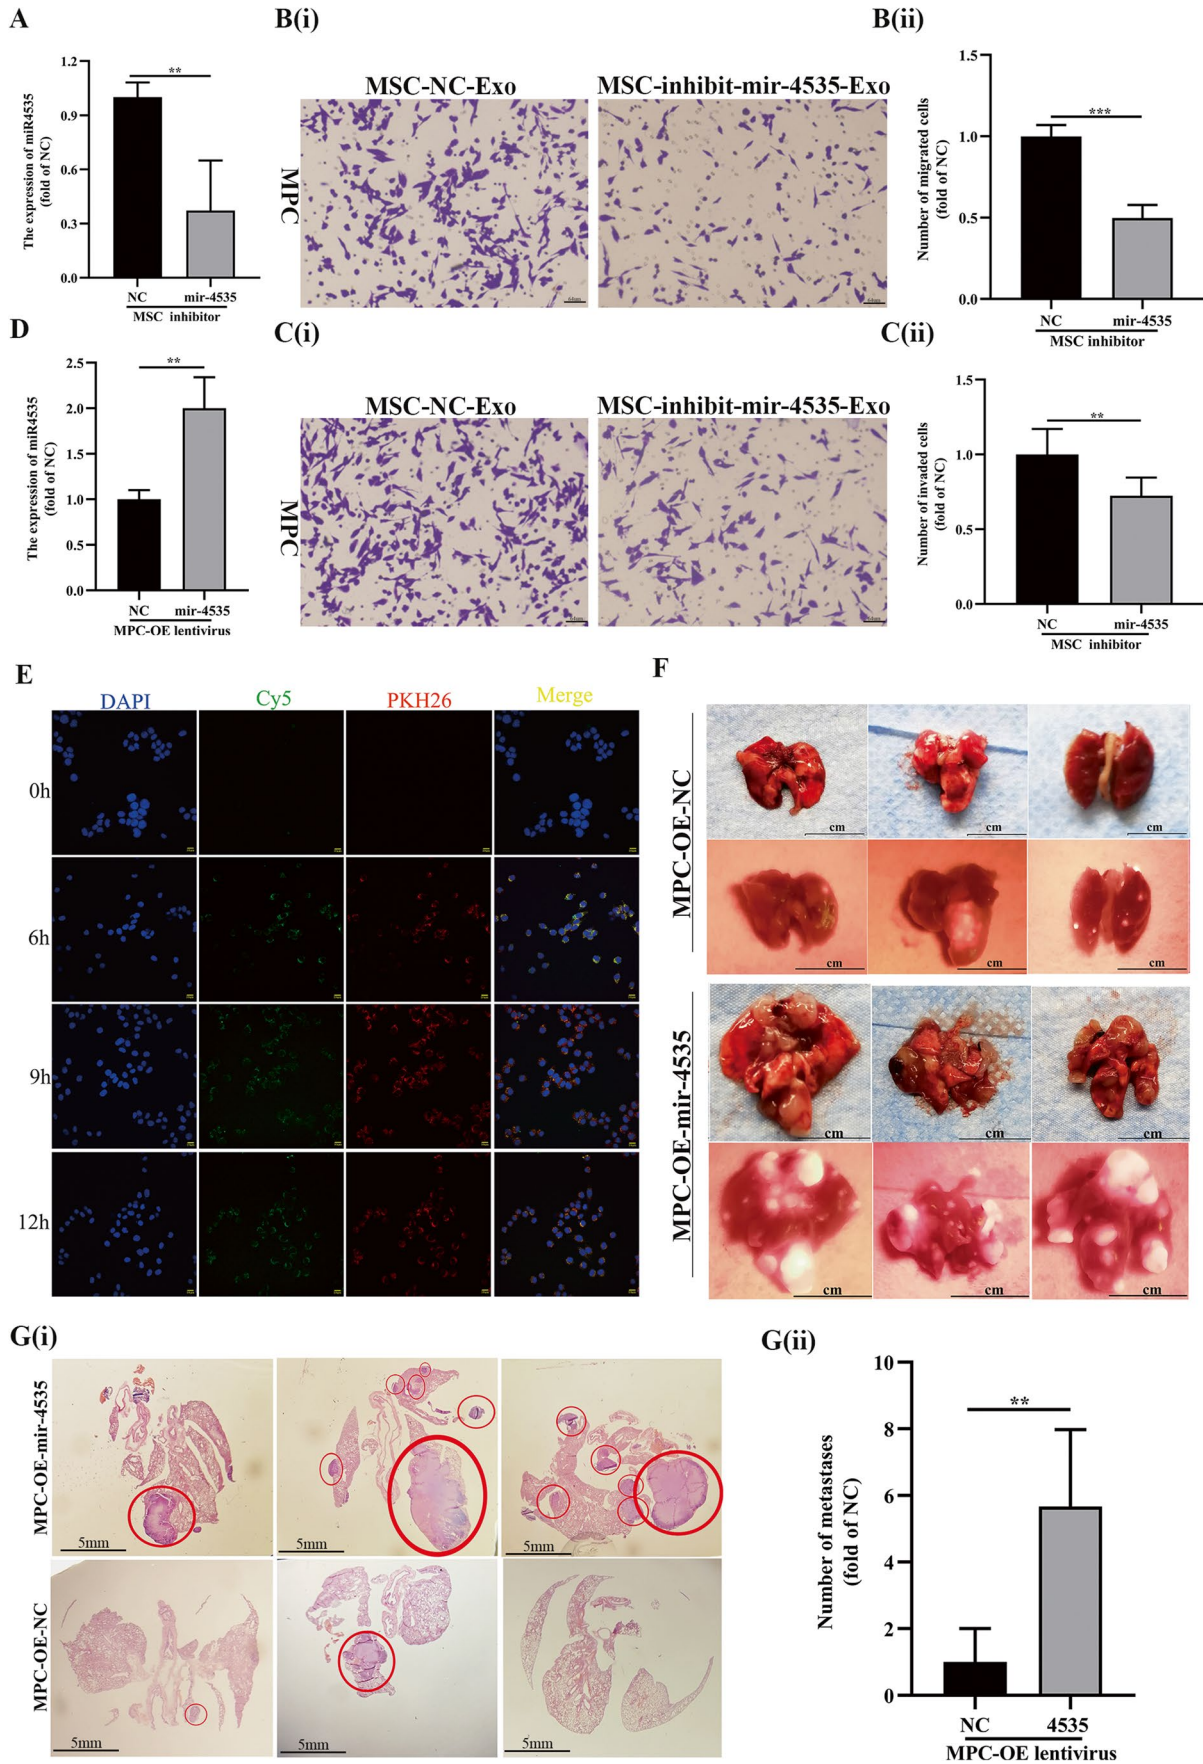 A
The expression of miR4535
(fold of NC)
1.2
0.9
0.6
0.3
0.0
**
NC
mir-4535
MSC inhibitor
B(i)
MSC-NC-Exo
MSC-inhibit-mir-4535-Exo
MPC
B(ii)
Number of migrated cells
(fold of NC)
1.5
1.0
0.5
0.0
***
NC
mir-4535
MSC inhibitor
D
The expression of miR4535
(fold of NC)
2.5
2.0
1.5
1.0
0.5
0.0
**
NC
mir-4535
MPC-OE lentivirus
C(i)
MSC-NC-Exo
MSC-inhibit-mir-4535-Exo
MPC
C(ii)
Number of invaded cells
(fold of NC)
1.5
1.0
0.5
0.0
**
NC
mir-4535
MSC inhibitor
E
DAPI
Cy5
PKH26
Merge
0h
6h
9h
12h
F
MPC-OE-NC
cm
cm
cm
cm
cm
cm
MPC-OE-mir-4535
cm
cm
cm
cm
cm
cm
G(i)
MPC-OE-mir-4535
5mm
5mm
5mm
MPC-OE-NC
5mm
5mm
5mm
G(ii)
Number of metastases
(fold of NC)
10
8
6
4
2
0
**
NC
4535
MPC-OE lentivirus